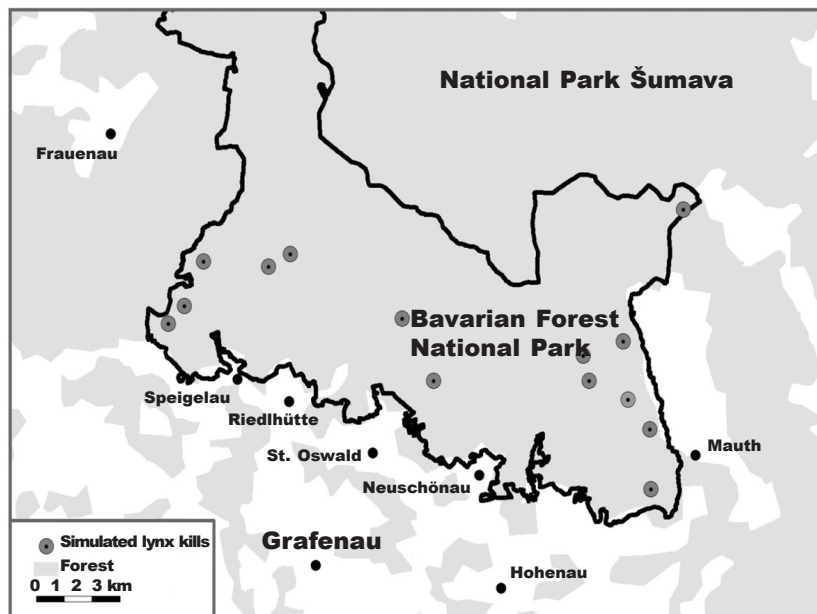 National Park Šumava
Frauenau
Bavarian Forest
National Park
Speigelau
Riedlhütte
St. Oswald
Mauth
Neuschönau
Grafenau
Hohenau
Simulated lynx kills
Forest
0 1 2 3 km